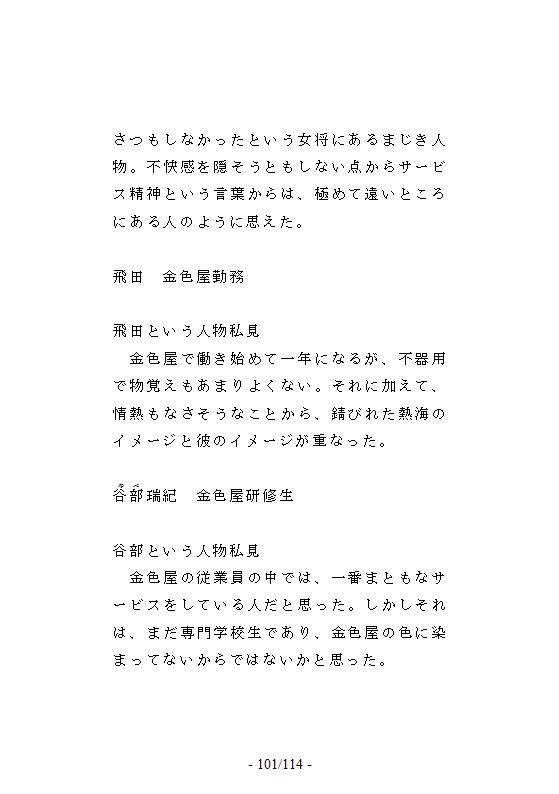 さつもしなかったという女将にあるまじき人
物。不快感を隠そうともしない点からサービ
ス精神という言葉からは、極めて遠いところ
にある人のように思えた。
飛田　金色屋勤務
飛田という人物私見
　金色屋で働き始めて一年になるが、不器用
で物覚えもあまりよくない。それに加えて、
情熱もなさそうなことから、錆びれた熱海の
イメージと彼のイメージが重なった。
谷部瑞紀　金色屋研修生
谷部という人物私見
　金色屋の従業員の中では、一番まともなサ
ービスをしている人だと思った。しかしそれ
は、まだ専門学校生であり、金色屋の色に染
まってないからではないかと思った。
- 101/114 -